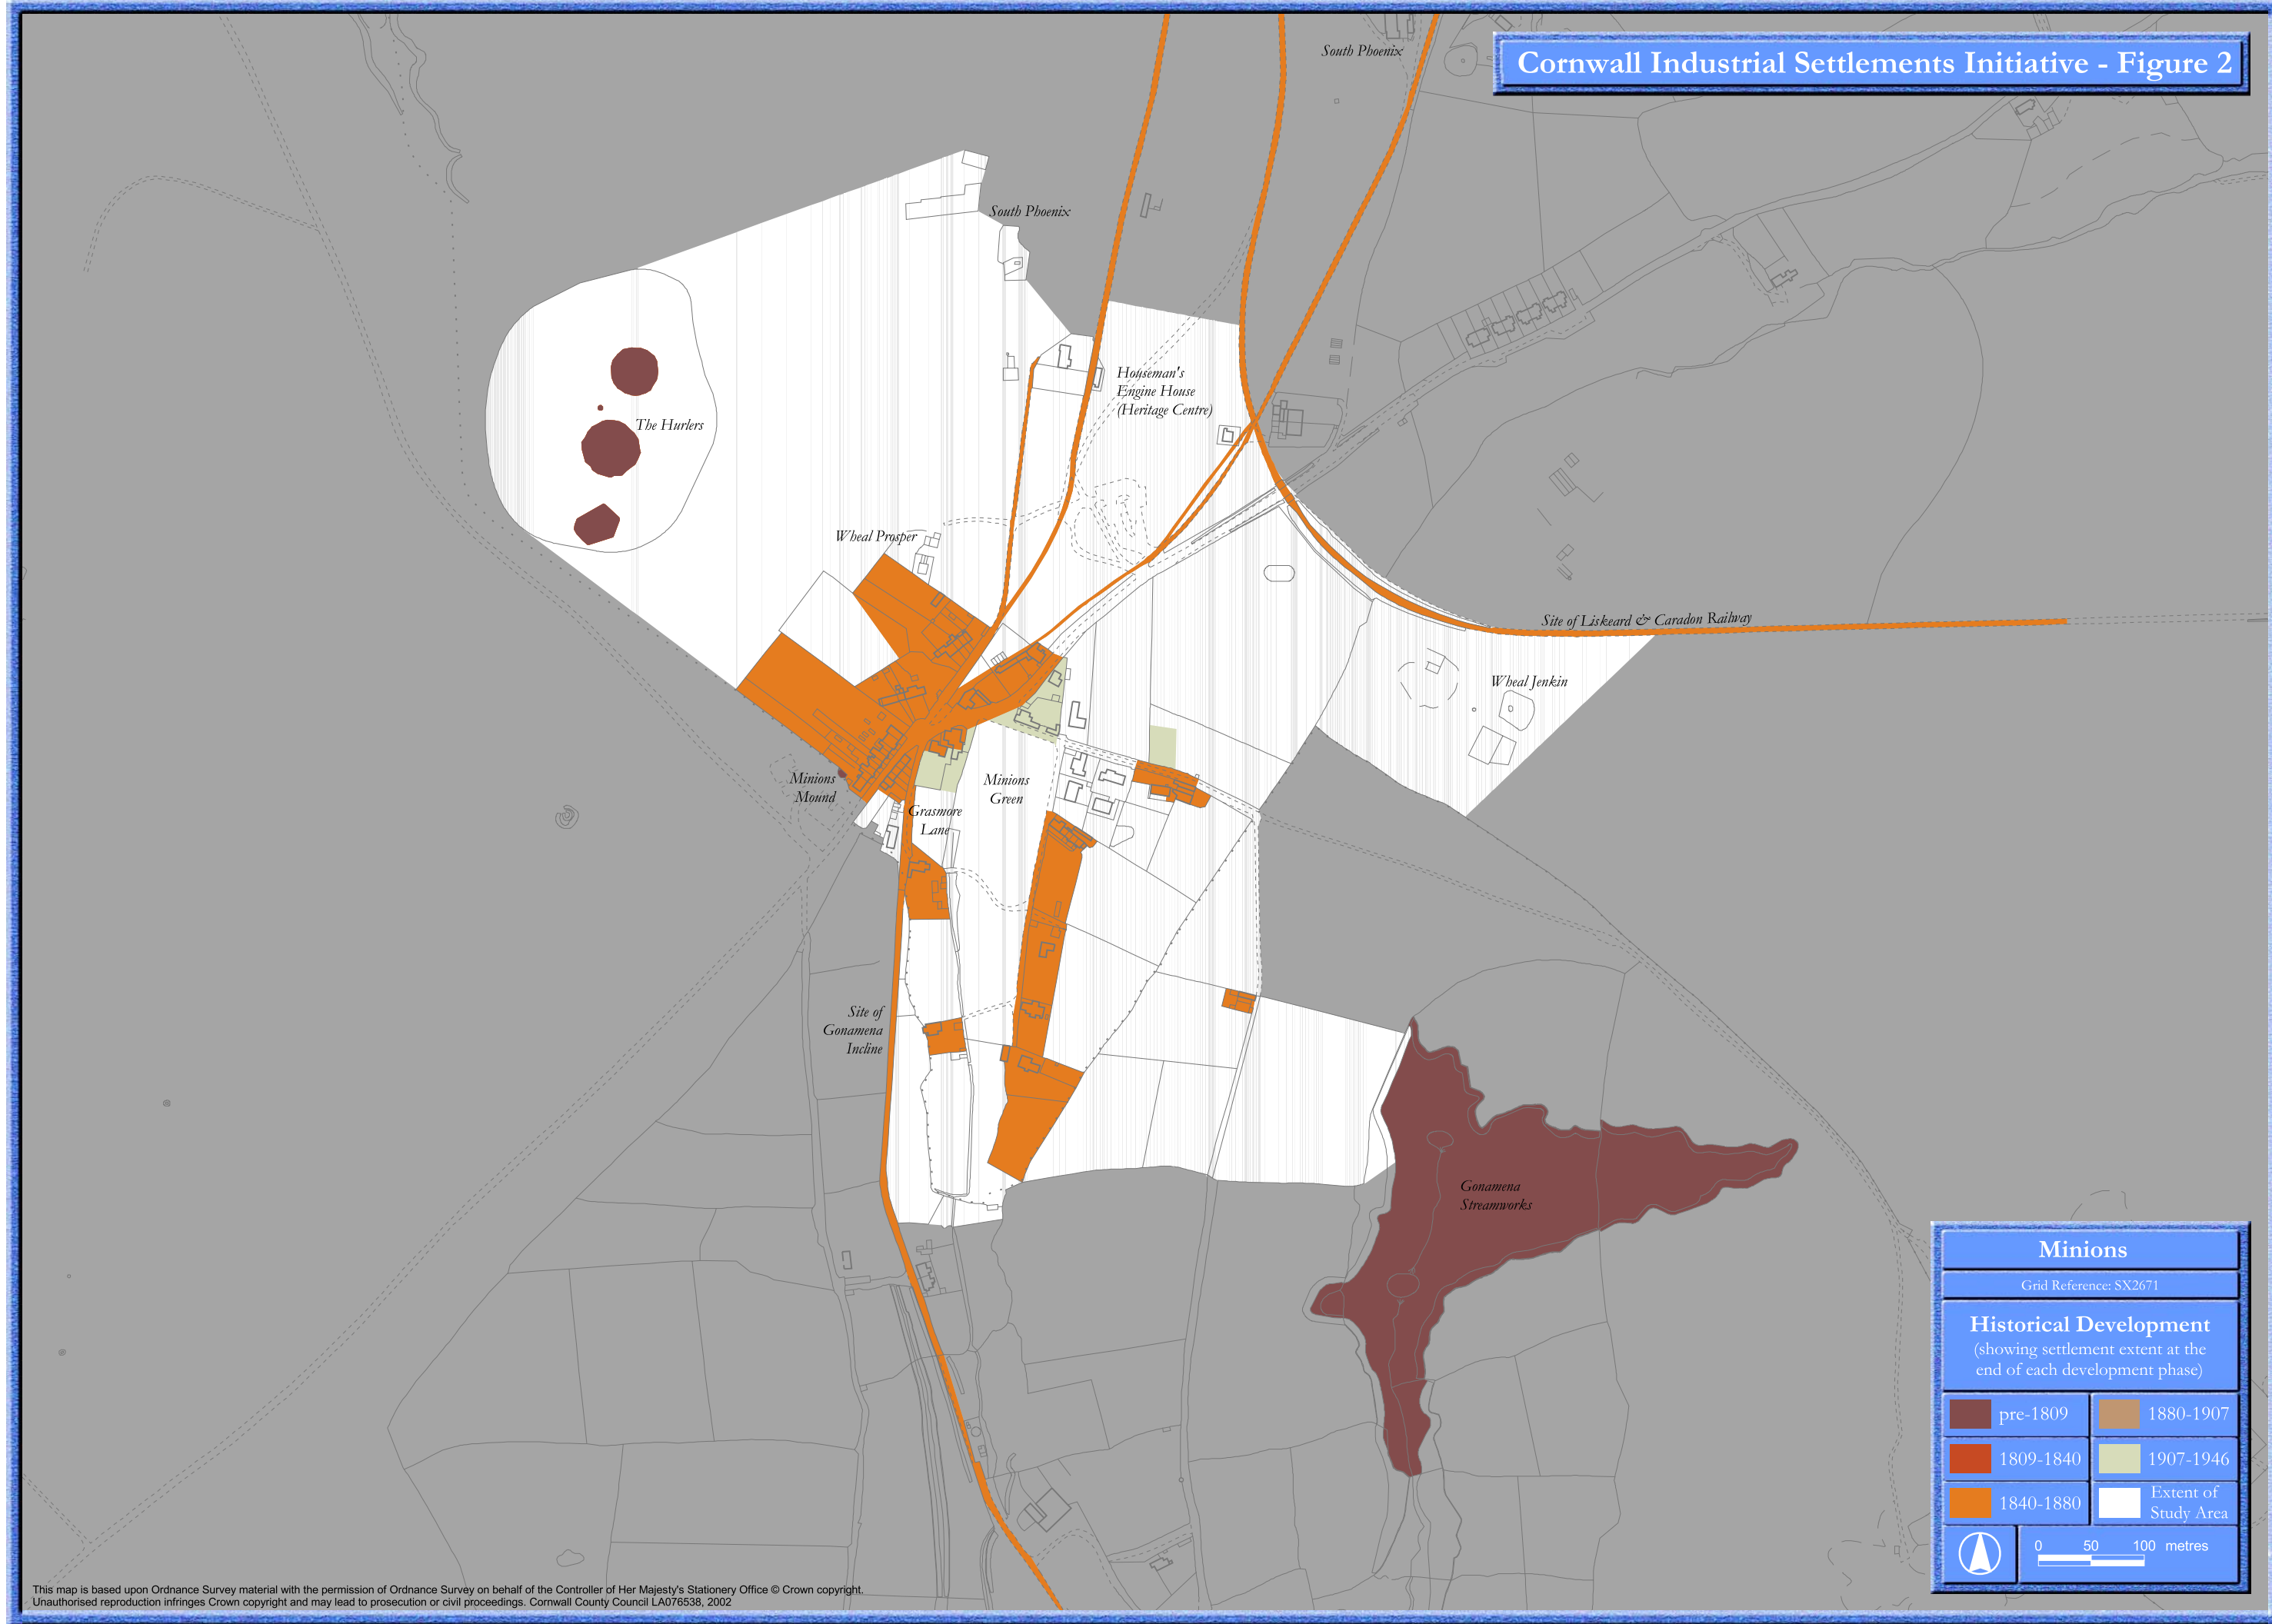 South Phoenix
Cornwall Industrial Settlements Initiative - Figure 2
South Phoenix
Houseman's
Engine House
(Heritage Centre)
The Hurlers
Wheal Prosper
Site of Liskeard & Caradon Railway
Wheal Jenkin
Minions
Mound
Minions
Green
Grasmore
Lane
Site of
Gonamena
Incline
Gonamena
Streamworks
Minions
Grid Reference: SX2671
Historical Development
(showing settlement extent at the
end of each development phase)
pre-1809
1880-1907
1809-1840
1907-1946
1840-1880
Extent of
Study Area
0 50 100 metres
This map is based upon Ordnance Survey material with the permission of Ordnance Survey on behalf of the Controller of Her Majesty's Stationery Office © Crown copyright.
Unauthorised reproduction infringes Crown copyright and may lead to prosecution or civil proceedings. Cornwall County Council LA076538, 2002